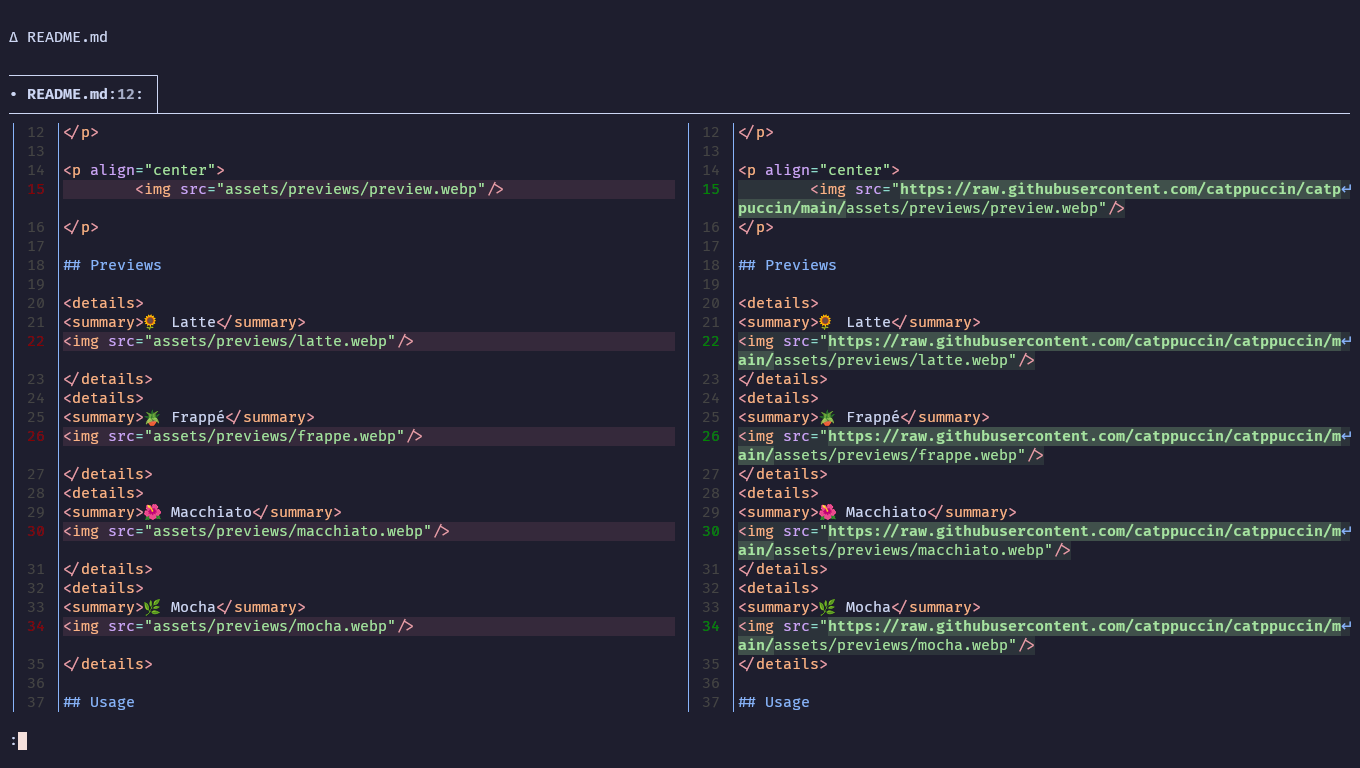 Δ README.md
• README.md:12:
12 </p>
13
14 <p align="center">
15         <img src="assets/previews/preview.webp"/>
16 </p>
17
18 ## Previews
19
20 <details>
21 <summary>🌻 Latte</summary>
22 <img src="assets/previews/latte.webp"/>
23 </details>
24 <details>
25 <summary>🪴 Frappé</summary>
26 <img src="assets/previews/frappe.webp"/>
27 </details>
28 <details>
29 <summary>🌺 Macchiato</summary>
30 <img src="assets/previews/macchiato.webp"/>
31 </details>
32 <details>
33 <summary>🌿 Mocha</summary>
34 <img src="assets/previews/mocha.webp"/>
35 </details>
36
37 ## Usage
12 </p>
13
14 <p align="center">
15         <img src="https://raw.githubusercontent.com/catppuccin/catp↵
puccin/main/assets/previews/preview.webp"/>
16 </p>
17
18 ## Previews
19
20 <details>
21 <summary>🌻 Latte</summary>
22 <img src="https://raw.githubusercontent.com/catppuccin/catppuccin/m↵
ain/assets/previews/latte.webp"/>
23 </details>
24 <details>
25 <summary>🪴 Frappé</summary>
26 <img src="https://raw.githubusercontent.com/catppuccin/catppuccin/m↵
ain/assets/previews/frappe.webp"/>
27 </details>
28 <details>
29 <summary>🌺 Macchiato</summary>
30 <img src="https://raw.githubusercontent.com/catppuccin/catppuccin/m↵
ain/assets/previews/macchiato.webp"/>
31 </details>
32 <details>
33 <summary>🌿 Mocha</summary>
34 <img src="https://raw.githubusercontent.com/catppuccin/catppuccin/m↵
ain/assets/previews/mocha.webp"/>
35 </details>
36
37 ## Usage
: